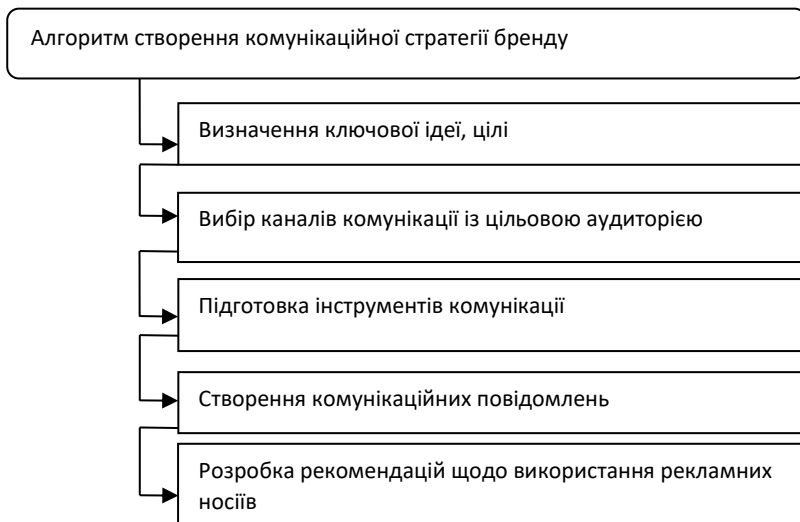 Алгоритм створення комунікаційної стратегії бренду
Визначення ключової ідеї, цілі
Вибір каналів комунікації із цільовою аудиторією
Підготовка інструментів комунікації
Створення комунікаційних повідомлень
Розробка рекомендацій щодо використання рекламних
носіїв